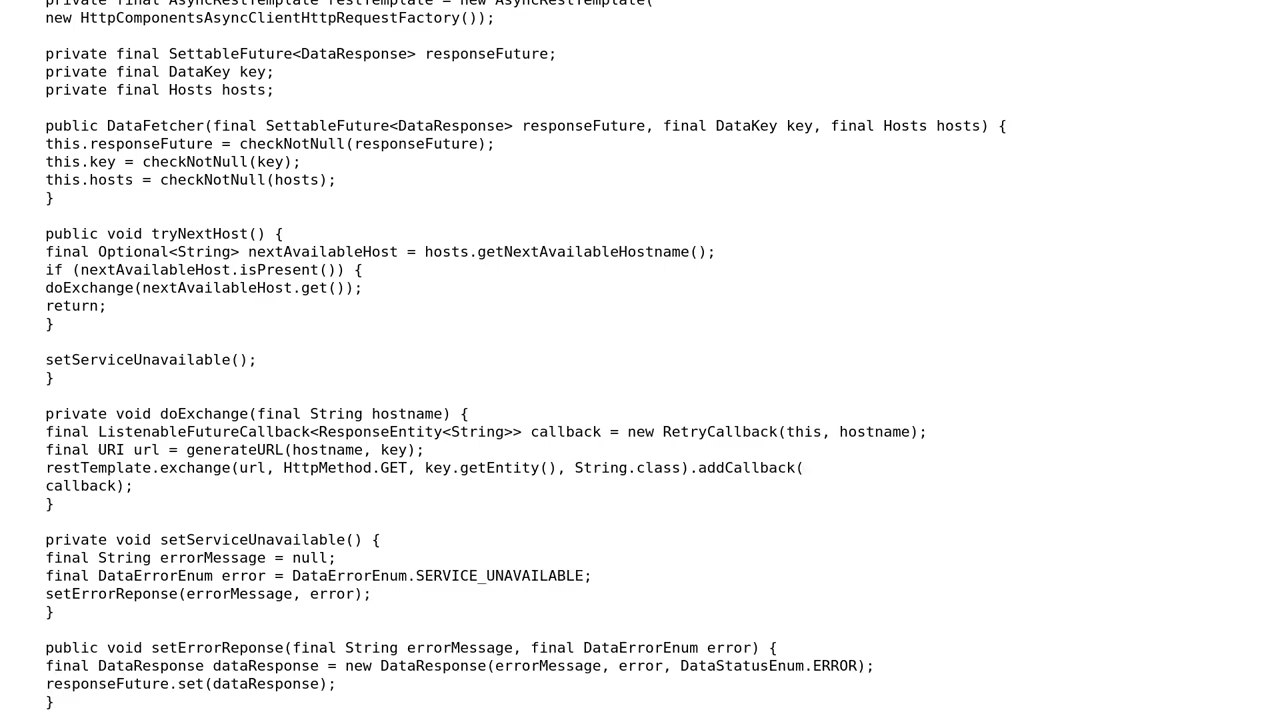 private final AsyncRestTemplate restTemplate = new AsyncRestTemplate(
new HttpComponentsAsyncClientHttpRequestFactory());

private final SettableFuture<DataResponse> responseFuture;
private final DataKey key;
private final Hosts hosts;

public DataFetcher(final SettableFuture<DataResponse> responseFuture, final DataKey key, final Hosts hosts) {
this.responseFuture = checkNotNull(responseFuture);
this.key = checkNotNull(key);
this.hosts = checkNotNull(hosts);
}

public void tryNextHost() {
final Optional<String> nextAvailableHost = hosts.getNextAvailableHostname();
if (nextAvailableHost.isPresent()) {
doExchange(nextAvailableHost.get());
return;
}

setServiceUnavailable();
}

private void doExchange(final String hostname) {
final ListenableFutureCallback<ResponseEntity<String>> callback = new RetryCallback(this, hostname);
final URI url = generateURL(hostname, key);
restTemplate.exchange(url, HttpMethod.GET, key.getEntity(), String.class).addCallback(
callback);
}

private void setServiceUnavailable() {
final String errorMessage = null;
final DataErrorEnum error = DataErrorEnum.SERVICE_UNAVAILABLE;
setErrorReponse(errorMessage, error);
}

public void setErrorReponse(final String errorMessage, final DataErrorEnum error) {
final DataResponse dataResponse = new DataResponse(errorMessage, error, DataStatusEnum.ERROR);
responseFuture.set(dataResponse);
}